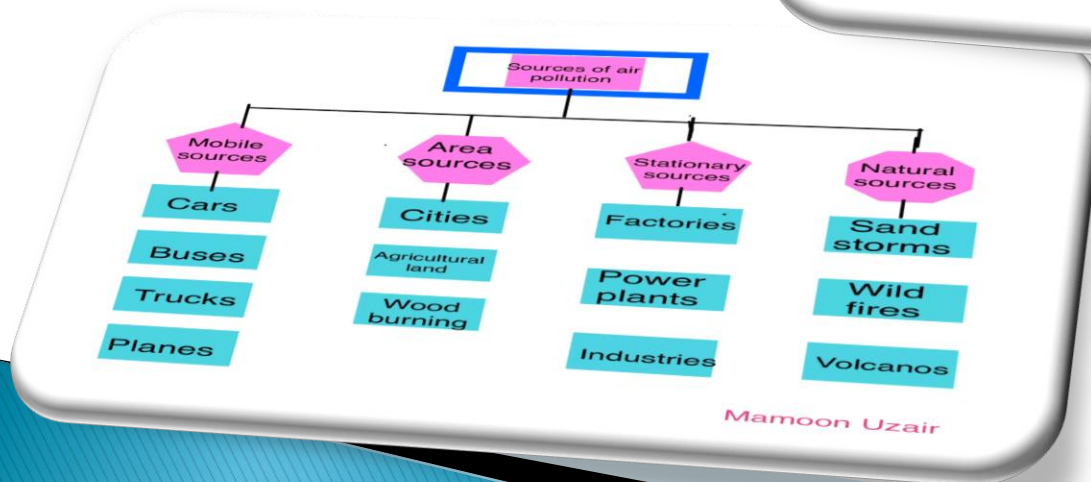 Sources of air
pollution
Mobile
sources
Cars
Buses
Trucks
Planes
Area
sources
Cities
Agricultural
land
Wood
burning
Stationary
sources
Factories
Power
plants
Industries
Natural
sources
Sand
storms
Wild
fires
Volcanos
Mamoon Uzair